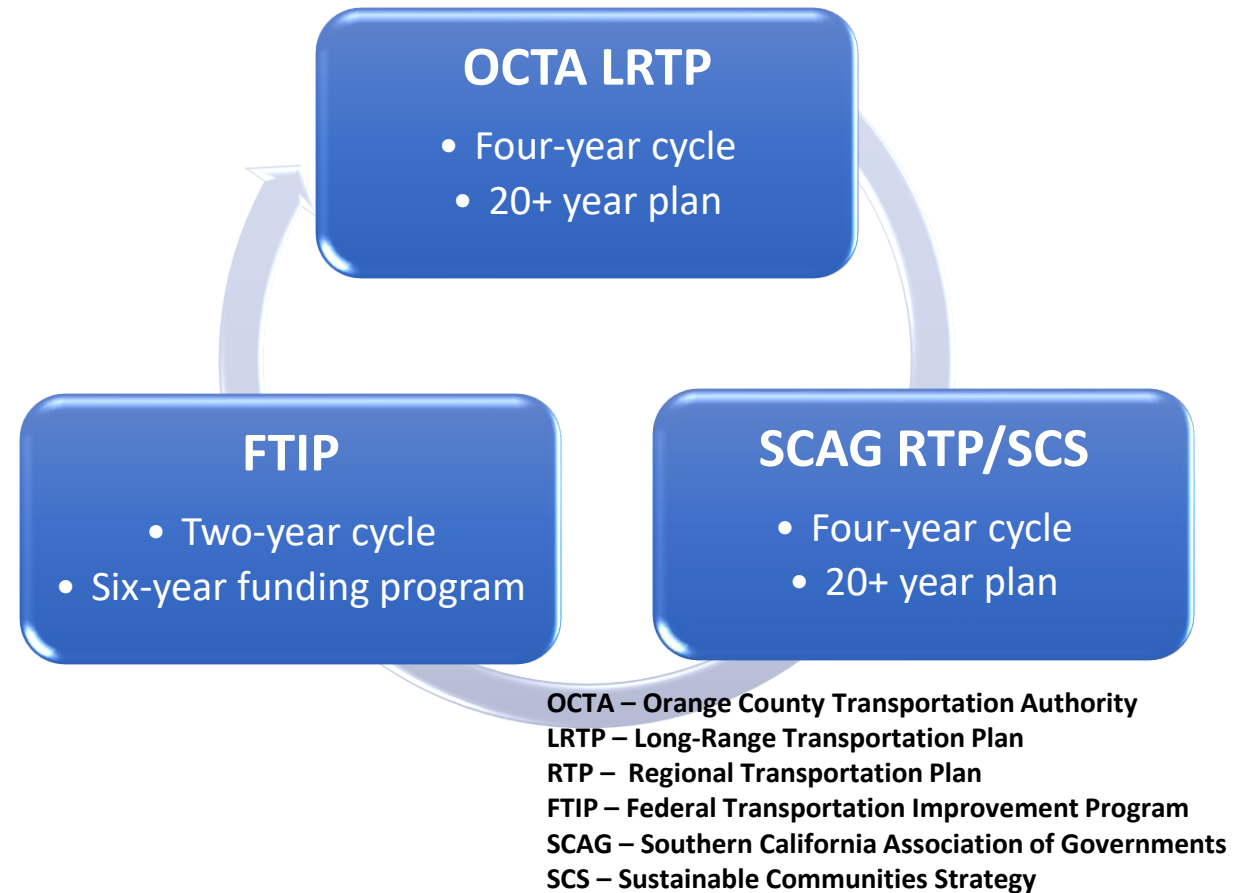 OCTA LRTP
• Four-year cycle
• 20+ year plan
FTIP
• Two-year cycle
• Six-year funding program
SCAG RTP/SCS
• Four-year cycle
• 20+ year plan
OCTA – Orange County Transportation Authority
LRTP – Long-Range Transportation Plan
RTP – Regional Transportation Plan
FTIP – Federal Transportation Improvement Program
SCAG – Southern California Association of Governments
SCS – Sustainable Communities Strategy